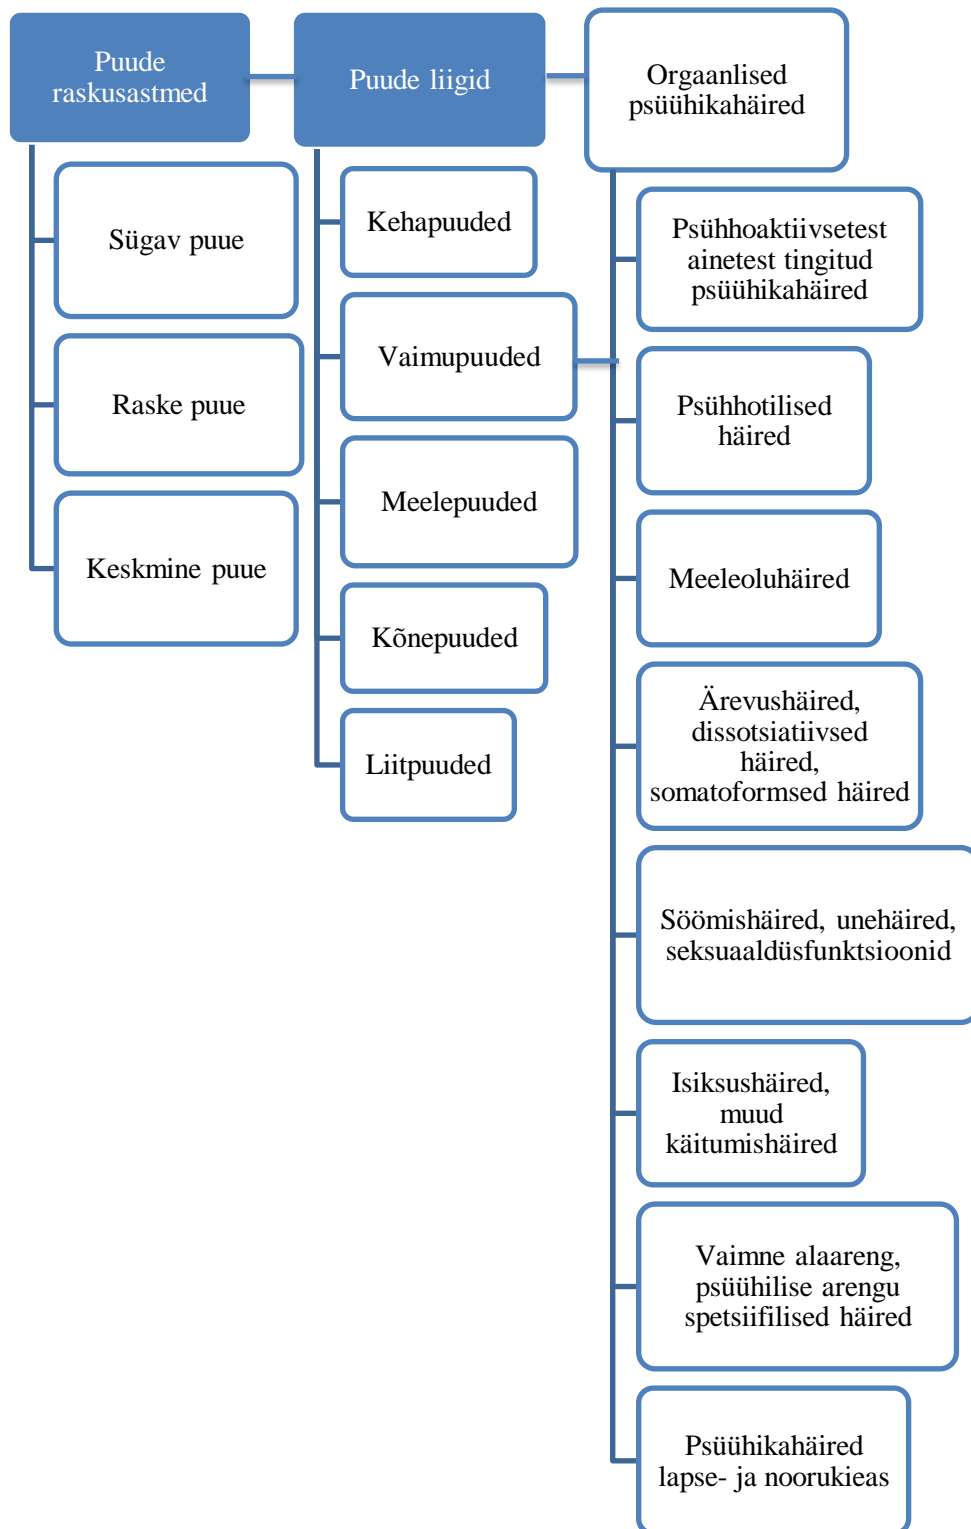 Puude
raskusastmed
Sügav puue
Raske puue
Keskmine puue
Puude liigid
Kehapuuded
Vaimupuuded
Meelepuuded
Kõnepuuded
Liitpuuded
Orgaanlised
psüühikahäired
Psühhoaktiivsetest
ainetest tingitud
psüühikahäired
Psühhotilised
häired
Meeleoluhäired
Ärevushäired,
dissotsiatiivsed
häired,
somatoformsed häired
Söömishäired, unehäired,
seksuaaldüsfunktsioonid
Isiksushäired,
muud
käitumishäired
Vaimne alaareng,
psüühilise arengu
spetsiifilised häired
Psüühikahäired
lapse- ja noorukieas